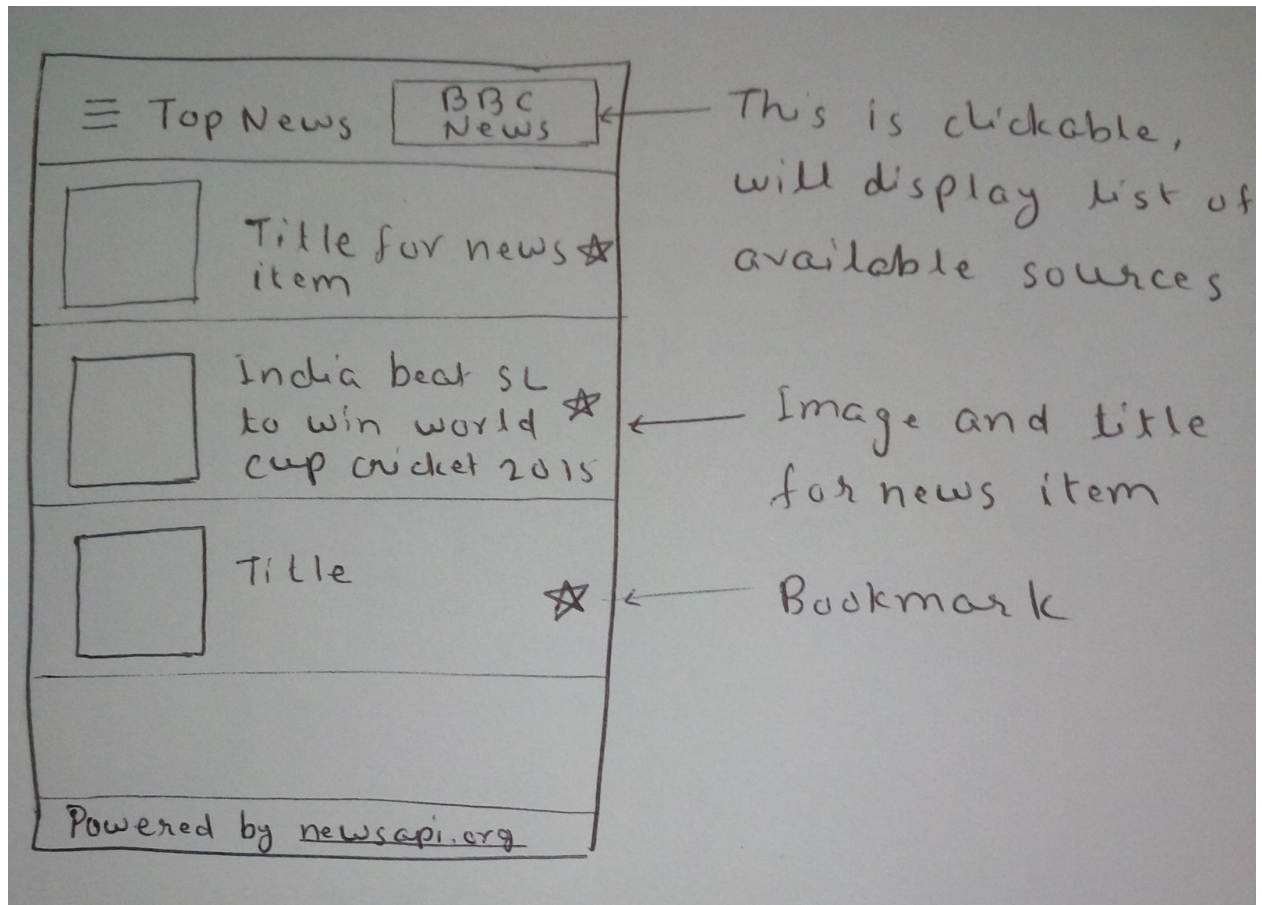 ≡ Top News
BBC
News
This is clickable,
will display list of
available sources
Title for news ☆
item
India beat SL
to win world ☆
cup cricket 2015
Image and title
for news item
Title
☆
Bookmark
Powered by newsapi.org